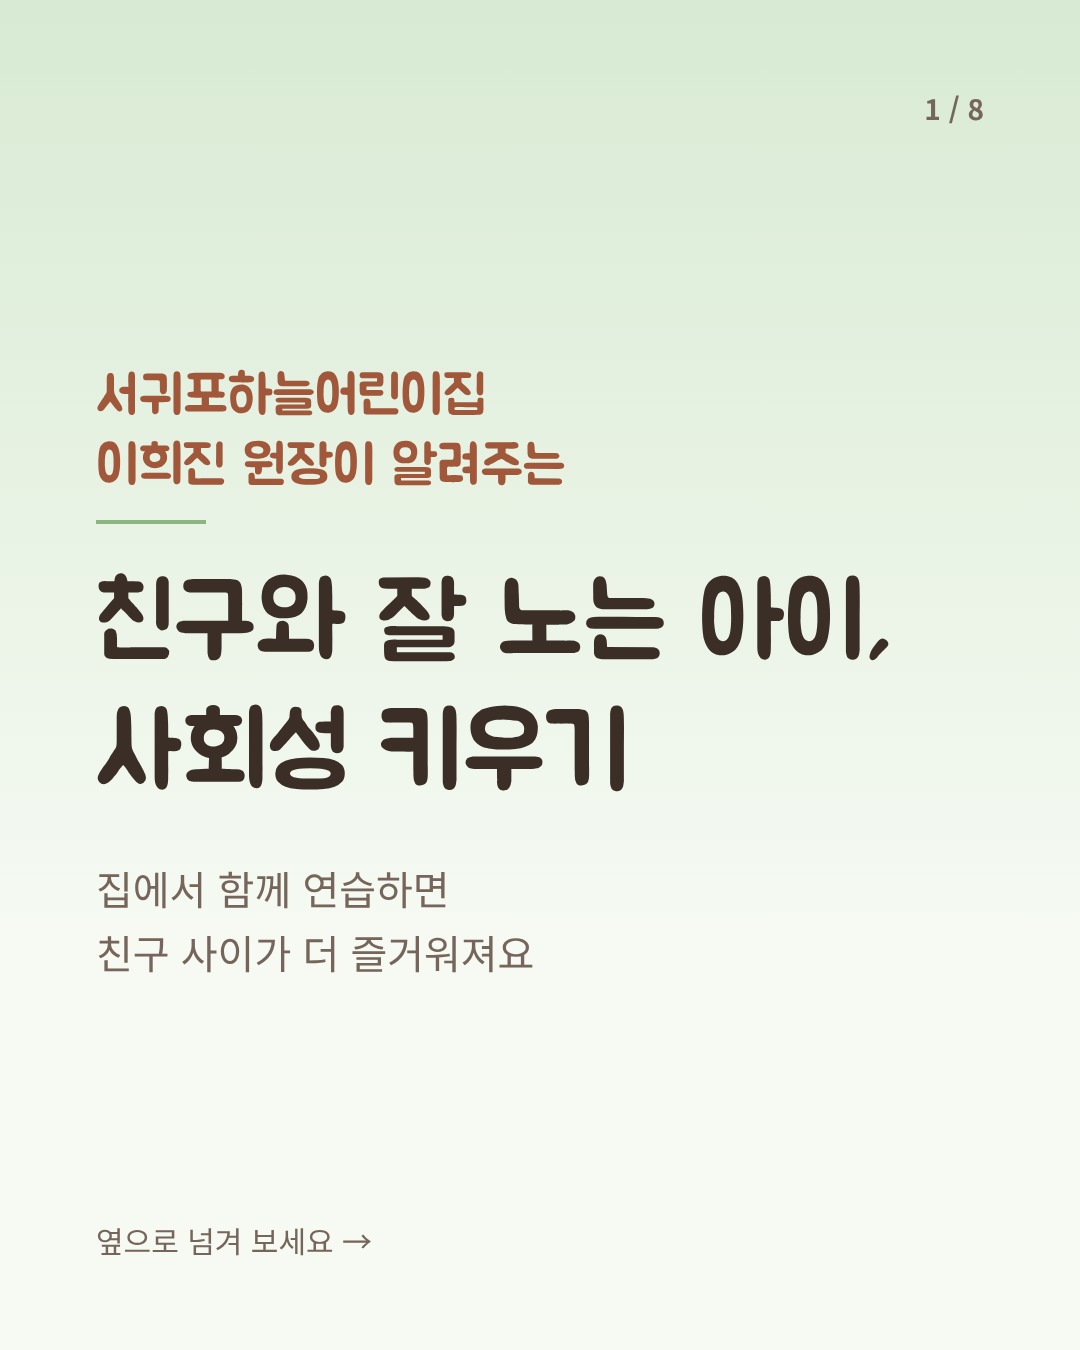 1 / 8
서귀포하늘어린이집
이희진 원장이 알려주는
친구와 잘 노는 아이,
사회성 키우기
집에서 함께 연습하면
친구 사이가 더 즐거워져요
옆으로 넘겨 보세요 →